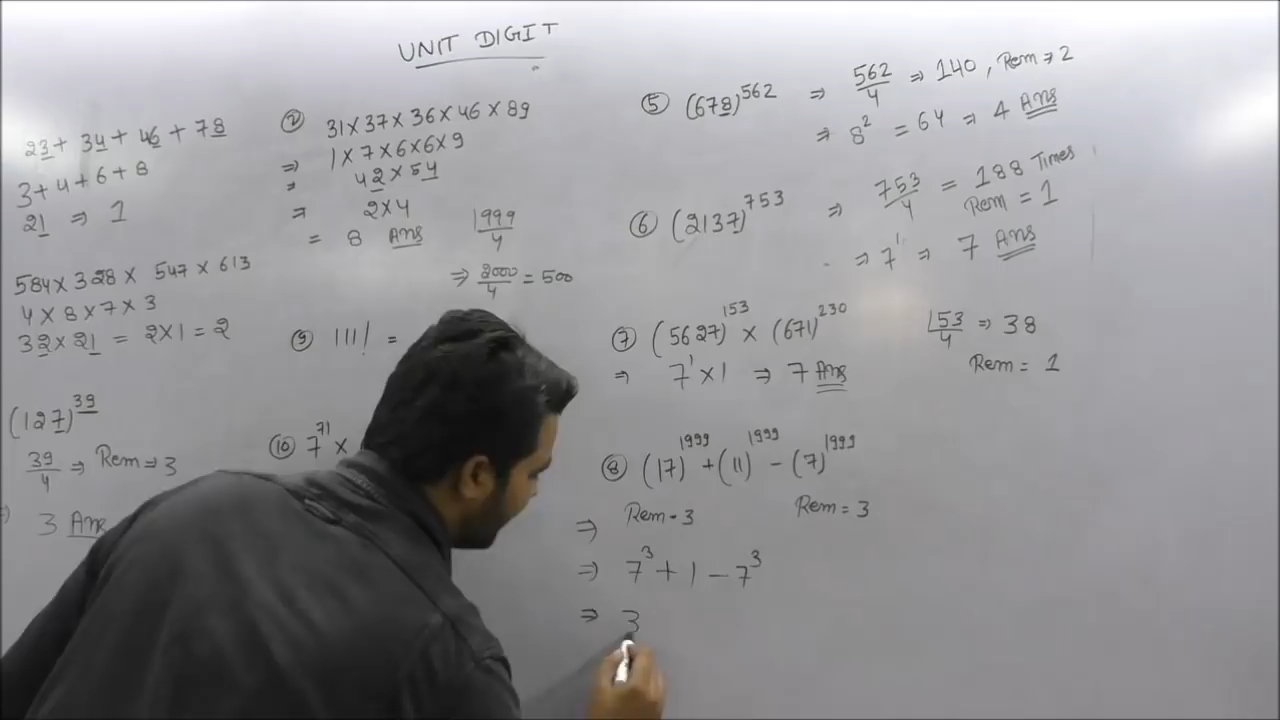 UNIT DIGIT
23 + 34 + 46 + 78
3 + 4 + 6 + 8
21 ⇒ 1
584 × 328 × 547 × 613
4 × 8 × 7 × 3
32 × 21 = 2×1 = 2
(127)^39
39/4 ⇒ Rem ⇒ 3
3 Ans
② 31 × 37 × 36 × 46 × 89
⇒ 1 × 7 × 6 × 6 × 9
⇒ 42 × 54
⇒ 2×4
= 8 Ans
1999/4
⇒ 2000/4 = 500
⑨ 111! =
⑩ 7^71 ×
⑤ (678)^562 ⇒ 562/4 ⇒ 140, Rem ⇒ 2
⇒ 8^2 = 64 ⇒ 4 Ans
⑥ (2137)^753 ⇒ 753/4 = 188 Times
Rem = 1
⇒ 7^1 ⇒ 7 Ans
⑦ (5627)^153 × (671)^230
⇒ 7^1 × 1 ⇒ 7 Ans
153/4 ⇒ 38
Rem = 1
⑧ (17)^1999 + (11)^1999 - (7)^1999
⇒ Rem = 3 Rem = 3
⇒ 7^3 + 1 - 7^3
⇒ 3